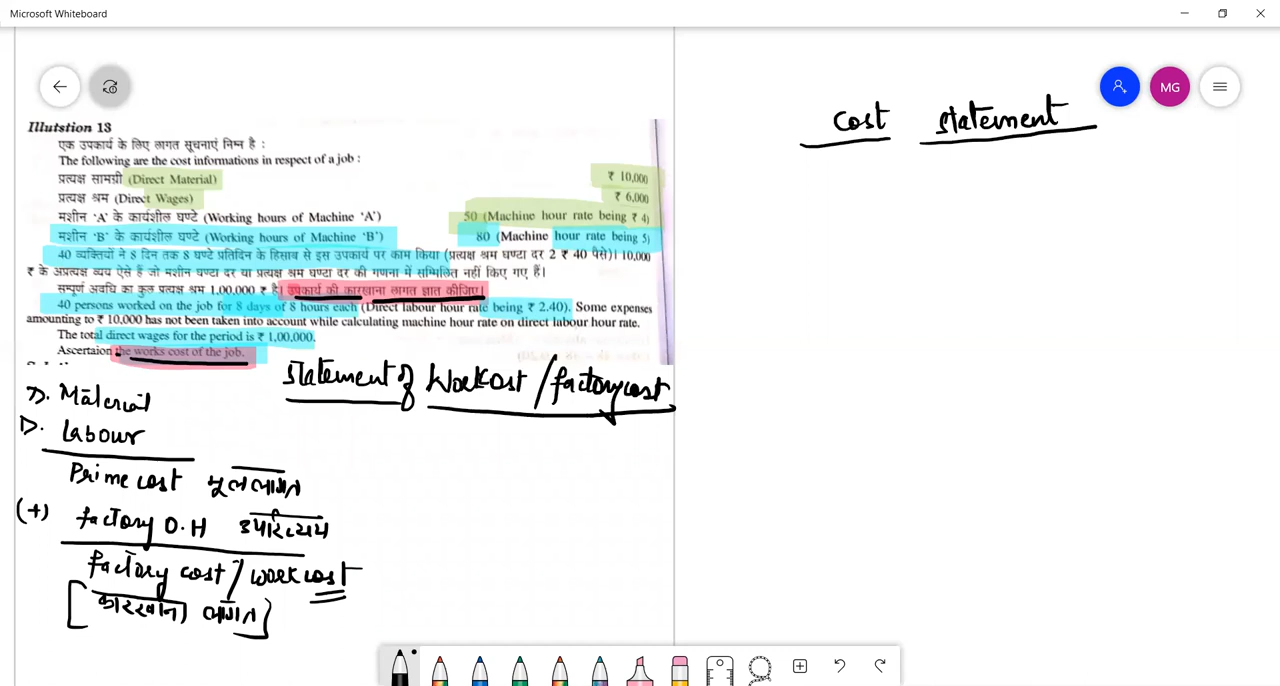 Microsoft Whiteboard
MG
Cost Statement
Illutstion 13
एक उपकार्य के लिए लागत सूचनाएं निम्न है :
The following are the cost informations in respect of a job :
प्रत्यक्ष सामग्री (Direct Material) ₹ 10,000
प्रत्यक्ष श्रम (Direct Wages) ₹ 6,000
मशीन 'A' के कार्यशील घण्टे (Working hours of Machine 'A') 50 (Machine hour rate being ₹ 4)
मशीन 'B' के कार्यशील घण्टे (Working hours of Machine 'B') 80 (Machine hour rate being 5)
40 व्यक्तियों ने 8 दिन तक 8 घण्टे प्रतिदिन के हिसाब से इस उपकार्य पर काम किया (प्रत्यक्ष श्रम घण्टा दर 2 ₹ 40 पैसे)। 10,000
₹ के अप्रत्यक्ष व्यय ऐसे हैं जो मशीन घण्टा दर या प्रत्यक्ष श्रम घण्टा दर की गणना में सम्मिलित नहीं किए गए हैं।
सम्पूर्ण अवधि का कुल प्रत्यक्ष श्रम 1,00,000 ₹ है। उपकार्य की कारखाना लागत ज्ञात कीजिए।
40 persons worked on the job for 8 days of 8 hours each (Direct labour hour rate being ₹ 2.40). Some expenses
amounting to ₹ 10,000 has not been taken into account while calculating machine hour rate on direct labour hour rate.
The total direct wages for the period is ₹ 1,00,000.
Ascertaion the works cost of the job.
Statement of Workcost / factory cost
D. Material
D. Labour
Prime cost मूल लागत
(+) factory O.H उपरिव्यय
factory cost / work cost
[कारखाना लागत]